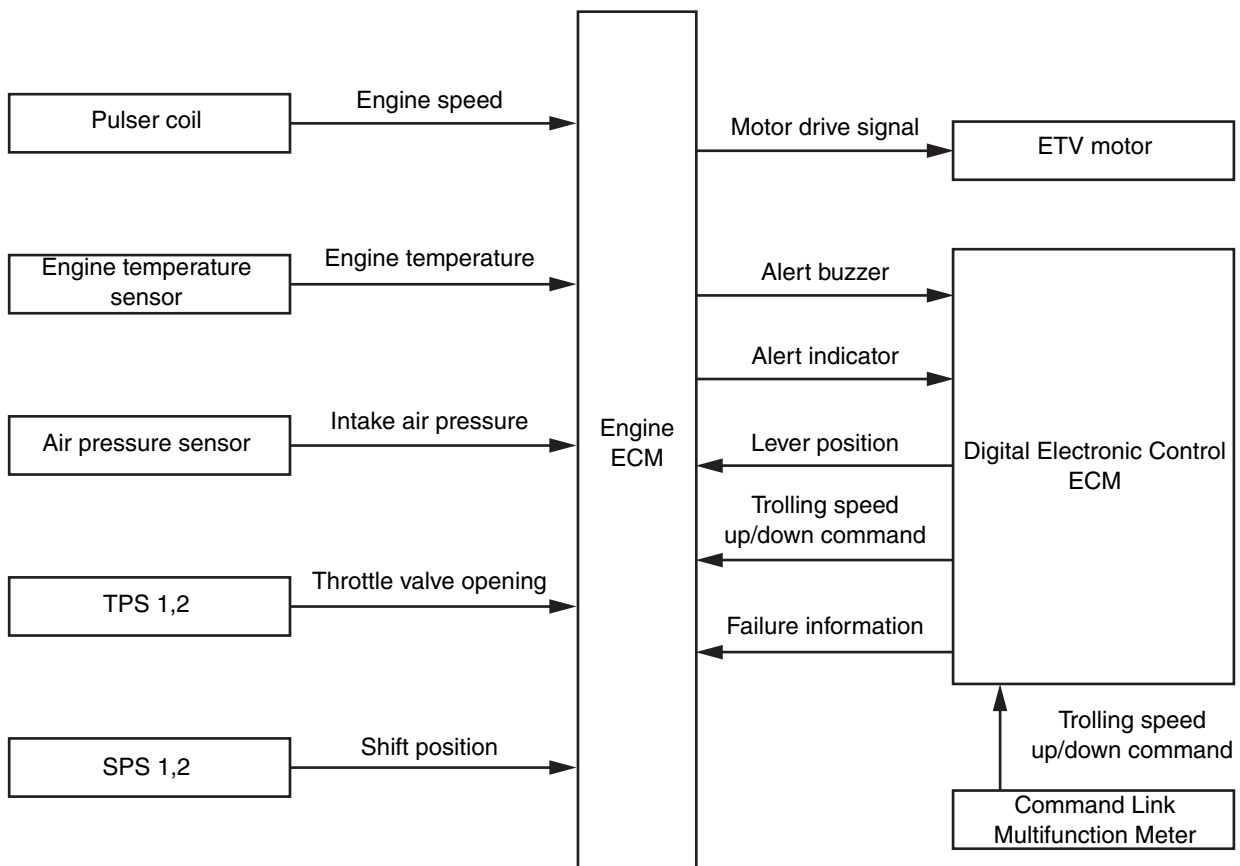 Pulser coil
Engine speed
Engine temperature
sensor
Engine temperature
Air pressure sensor
Intake air pressure
TPS 1,2
Throttle valve opening
SPS 1,2
Shift position
Engine
ECM
Motor drive signal
ETV motor
Alert buzzer
Alert indicator
Lever position
Trolling speed
up/down command
Failure information
Digital Electronic Control
ECM
Trolling speed
up/down command
Command Link
Multifunction Meter